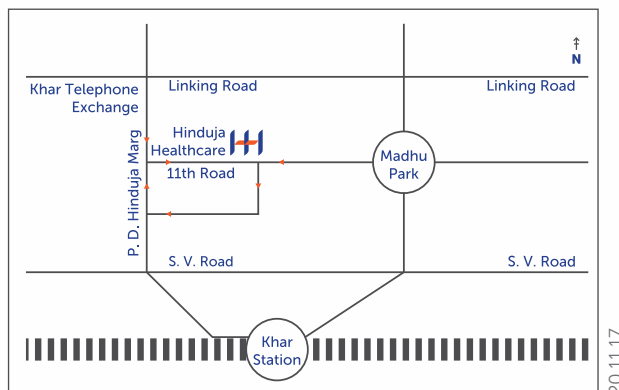 N
Khar Telephone
Exchange
Linking Road
Linking Road
Hinduja
Healthcare
11th Road
Madhu
Park
P. D. Hinduja Marg
S. V. Road
S. V. Road
Khar
Station